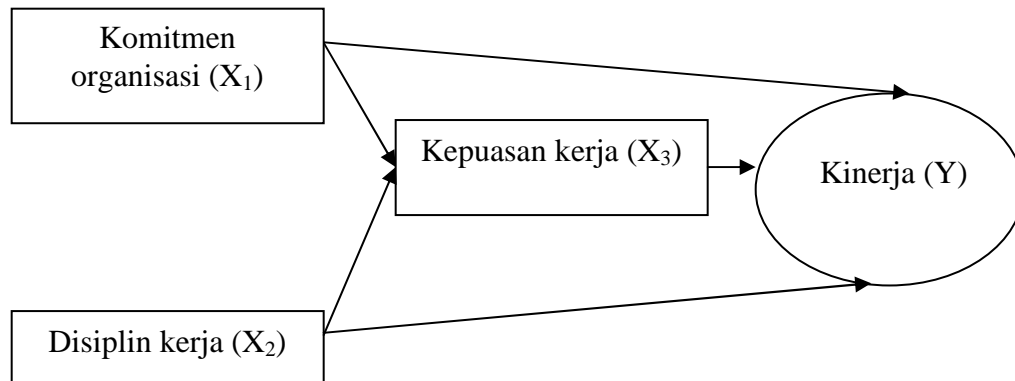 Komitmen
organisasi (X₁)
Kepuasan kerja (X₃)
Kinerja (Y)
Disiplin kerja (X₂)